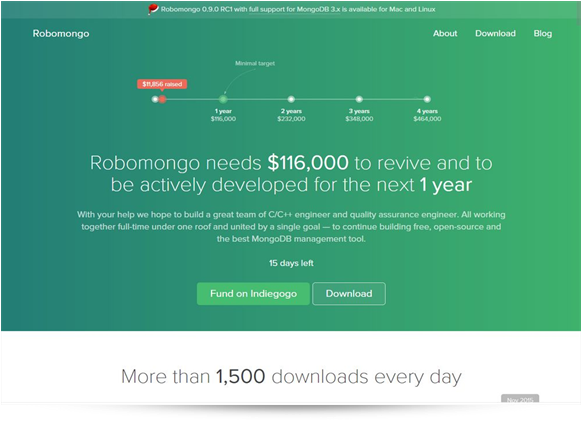 Robomongo 0.9.0 RC1 with full support for MongoDB 3.x is available for Mac and Linux
Robomongo
About
Download
Blog
Minimal target
$11,856 raised
1 year
$116,000
2 years
$232,000
3 years
$348,000
4 years
$464,000
Robomongo needs $116,000 to revive and to
be actively developed for the next 1 year
With your help we hope to build a great team of C/C++ engineer and quality assurance engineer. All working
together full-time under one roof and united by a single goal — to continue building free, open-source and
the best MongoDB management tool.
15 days left
Fund on Indiegogo
Download
More than 1,500 downloads every day
Nov 2015